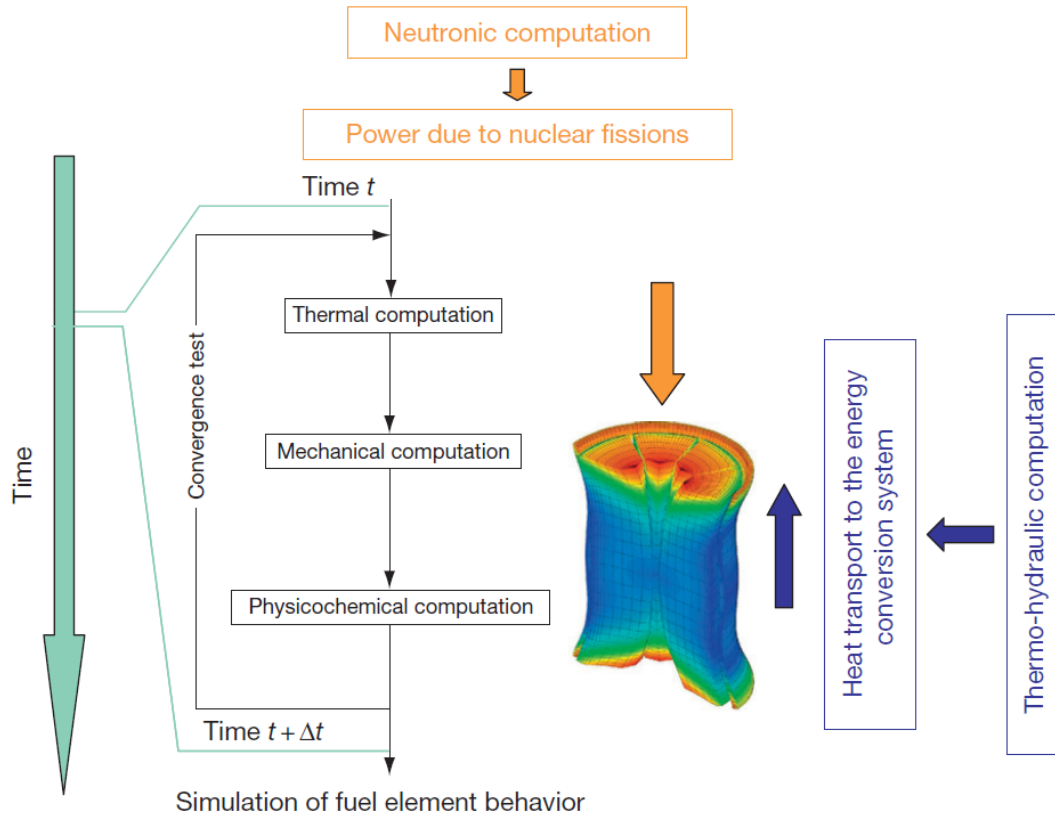 Neutronic computation
Power due to nuclear fissions
Time t
Thermal computation
Convergence test
Mechanical computation
Time
Physicochemical computation
Time t + Δt
Simulation of fuel element behavior
Heat transport to the energy
conversion system
Thermo-hydraulic computation